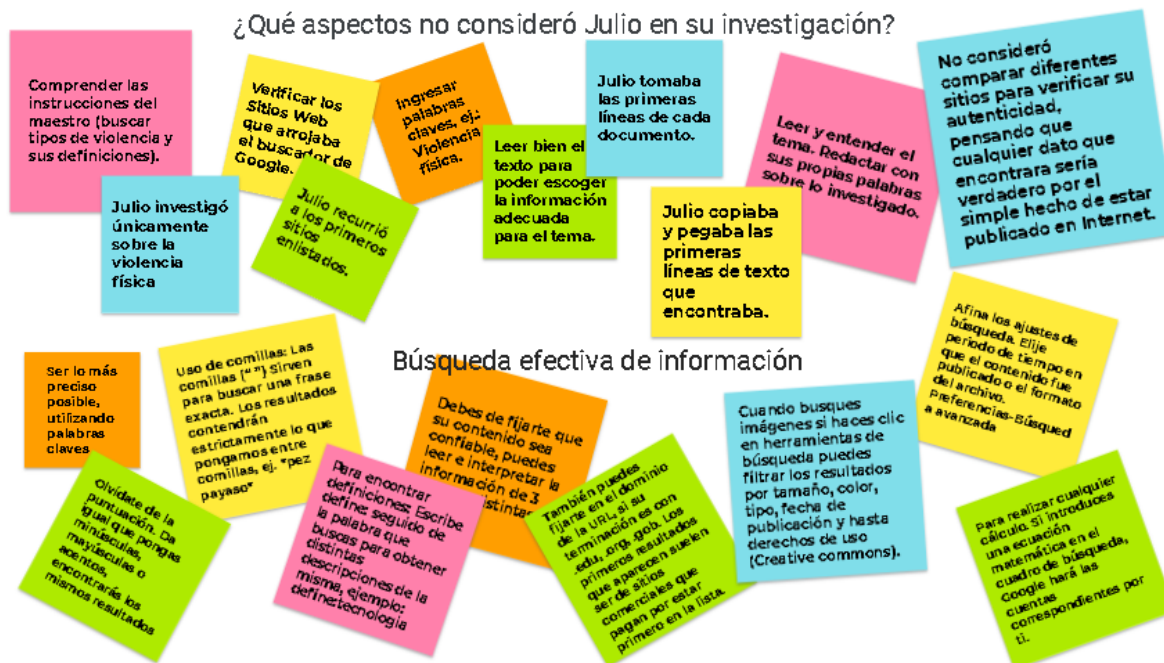 ¿Qué aspectos no consideró Julio en su investigación?
Comprender las
instrucciones del
maestro (buscar
tipos de violencia y
sus definiciones).
Julio investigó
únicamente
sobre la
violencia
física
Verificar los
Sitios Web
que arrojaba
el buscador de
Google.
Julio recurrió
a los primeros
sitios
enlistados.
Ingresar
palabras
claves, ej.:
Violencia
física.
Leer bien el
texto para
poder escoger
la información
adecuada
para el tema.
Julio tomaba
las primeras
líneas de cada
documento.
Julio copiaba
y pegaba las
primeras
líneas de texto
que
encontraba.
Leer y entender el
tema. Redactar con
sus propias palabras
sobre lo investigado.
No consideró
comparar diferentes
sitios para verificar su
autenticidad,
pensando que
cualquier dato que
encontrara sería
verdadero por el
simple hecho de estar
publicado en Internet.
Búsqueda efectiva de información
Ser lo más
preciso
posible,
utilizando
palabras
claves
Olvídate de la
puntuación. Da
igual que pongas
minúsculas,
mayúsculas o
acentos,
encontrarás los
mismos resultados
Uso de comillas: Las
comillas (“ ”) Sirven
para buscar una frase
exacta. Los resultados
contendrán
estrictamente lo que
pongamos entre
comillas, ej. "pez
payaso"
Para encontrar
definiciones: Escribe
define: seguido de
la palabra que
buscas para obtener
distintas
descripciones de la
misma, ejemplo:
define:tecnologia
Debes de fijarte que
su contenido sea
confiable, puedes
leer e interpretar la
información de 3
distintas
También puedes
fijarte en el dominio
de la URL, si su
terminación es con
.edu, .org, .gob. Los
primeros resultados
que aparecen suelen
ser de sitios
comerciales que
pagan por estar
primero en la lista.
Cuando busques
imágenes si haces clic
en herramientas de
búsqueda puedes
filtrar los resultados
por tamaño, color,
tipo, fecha de
publicación y hasta
derechos de uso
(Creative commons).
Afina los ajustes de
búsqueda. Elije
periodo de tiempo en
que el contenido fue
publicado o el formato
del archivo.
Preferencias-Búsqued
a avanzada
Para realizar cualquier
cálculo. Si introduces
una ecuación
matemática en el
cuadro de búsqueda,
Google hará las
cuentas
correspondientes por
ti.